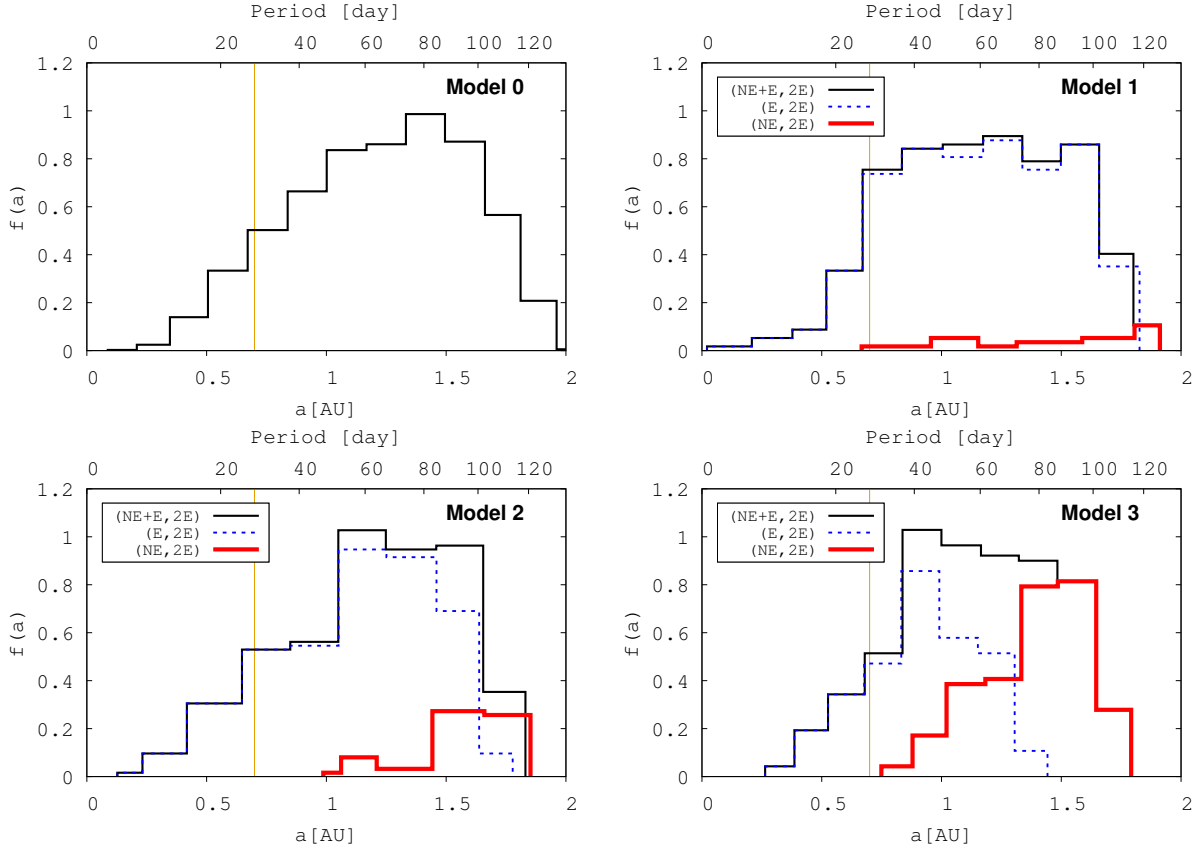 Period [day]
0 20 40 60 80 100 120
1.2
1
0.8
0.6
0.4
0.2
0
f(a)
Model 0
0 0.5 1 1.5 2
a[AU]
Period [day]
0 20 40 60 80 100 120
1.2
1
0.8
0.6
0.4
0.2
0
f(a)
(NE+E,2E)
(E,2E)
(NE,2E)
Model 1
0 0.5 1 1.5 2
a[AU]
Period [day]
0 20 40 60 80 100 120
1.2
1
0.8
0.6
0.4
0.2
0
f(a)
(NE+E,2E)
(E,2E)
(NE,2E)
Model 2
0 0.5 1 1.5 2
a[AU]
Period [day]
0 20 40 60 80 100 120
1.2
1
0.8
0.6
0.4
0.2
0
f(a)
(NE+E,2E)
(E,2E)
(NE,2E)
Model 3
0 0.5 1 1.5 2
a[AU]